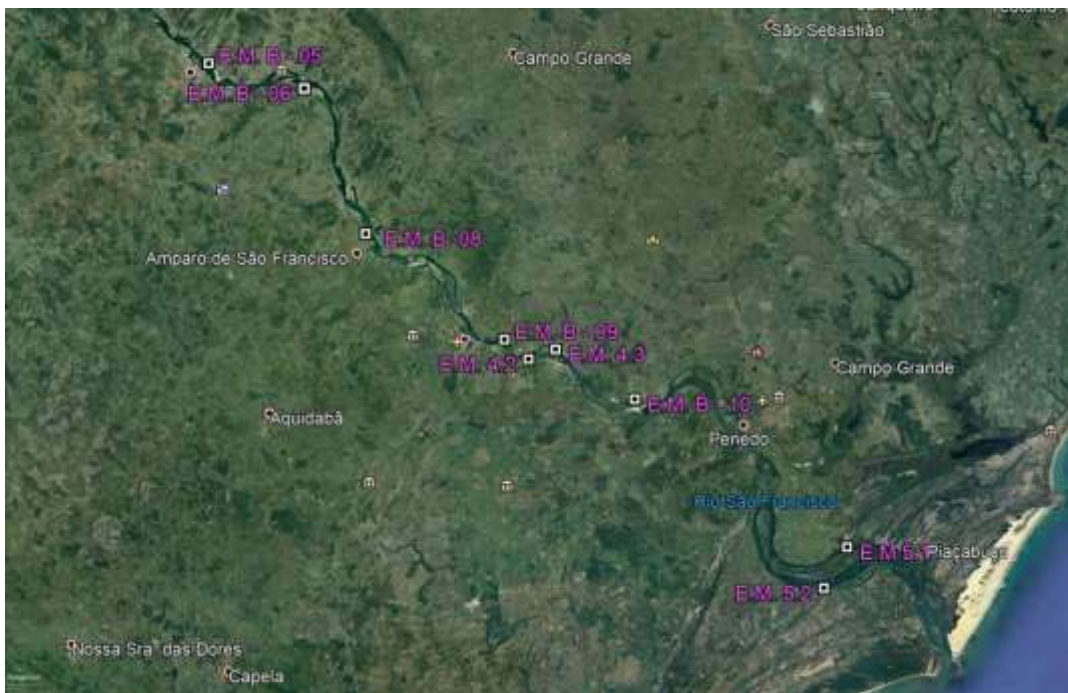 São Sebastião
Campo Grande
E.M. B - 05
E.M. B - 06
E.M. B - 08
Amparo de São Francisco
E.M. B - 09
E.M. 4.3
E.M. 4.2
Campo Grande
E.M. B - 10
Aquidabã
Penedo
Rio São Francisco
E.M 5.1
Piaçabuçu
E.M. 5.2
Nossa Sra. das Dores
Capela